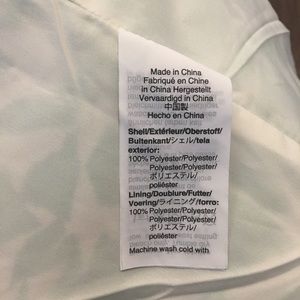 Made in China
Fabriqué en Chine
in China Hergestellt
Vervaardigd in China
中国製
Hecho en China
Shell/Extérieur/Oberstoff/
Buitenkant/シェル/tela
exterior:
100% Polyester/Polyester/
Polyester/Polyester/
ポリエステル/
poliéster
Lining/Doublure/Futter/
Voering/ライニング/forro:
100% Polyester/Polyester/
Polyester/Polyester/
ポリエステル/
poliéster
Machine wash cold with